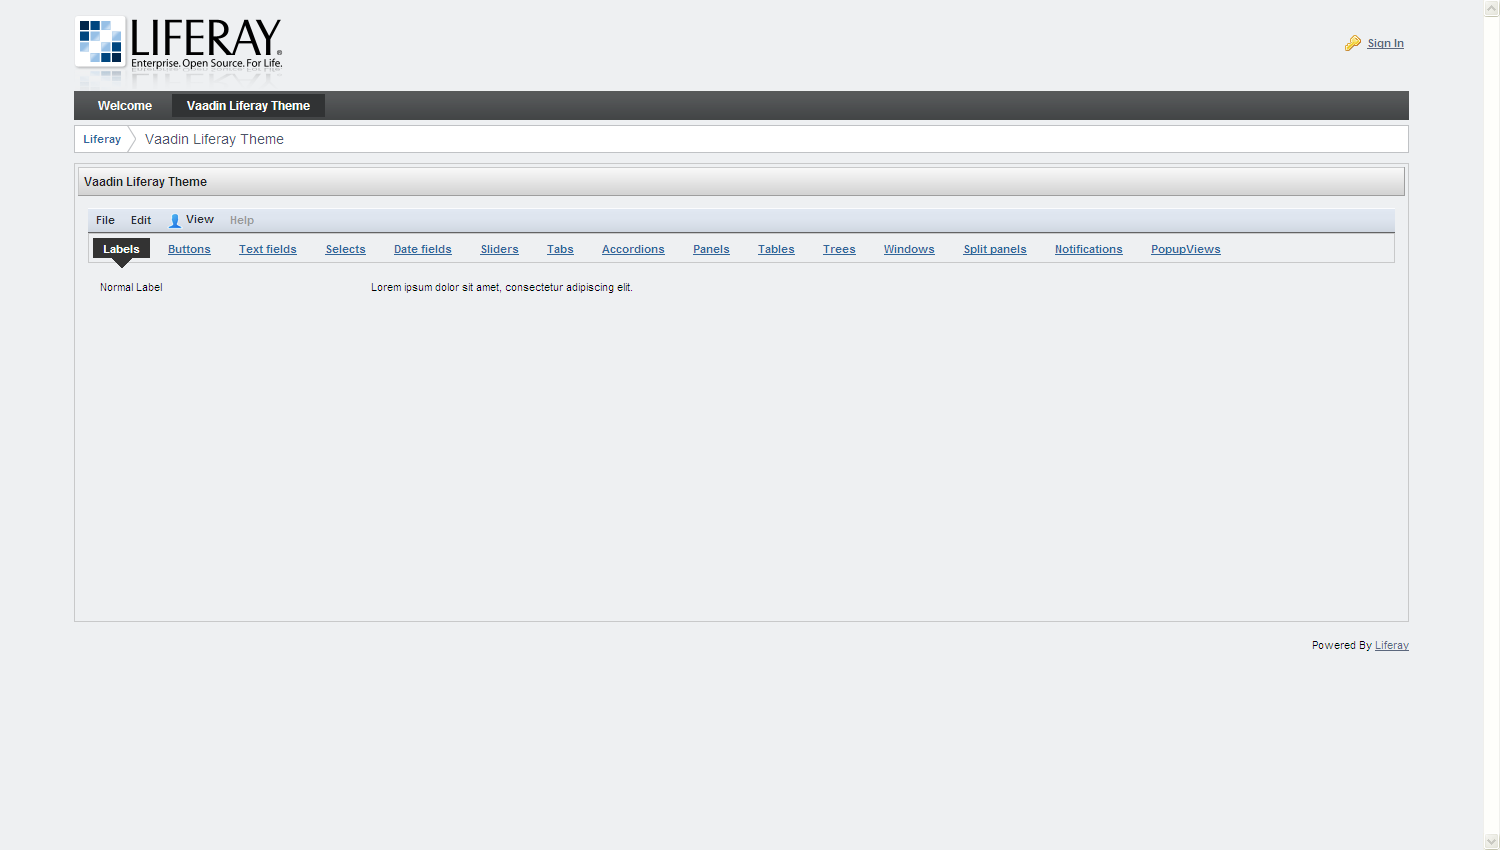 LIFERAY®
Enterprise. Open Source. For Life.
Sign In
Welcome Vaadin Liferay Theme
Liferay Vaadin Liferay Theme
Vaadin Liferay Theme
File Edit View Help
Labels Buttons Text fields Selects Date fields Sliders Tabs Accordions Panels Tables Trees Windows Split panels Notifications PopupViews
Normal Label Lorem ipsum dolor sit amet, consectetur adipiscing elit.
Powered By Liferay